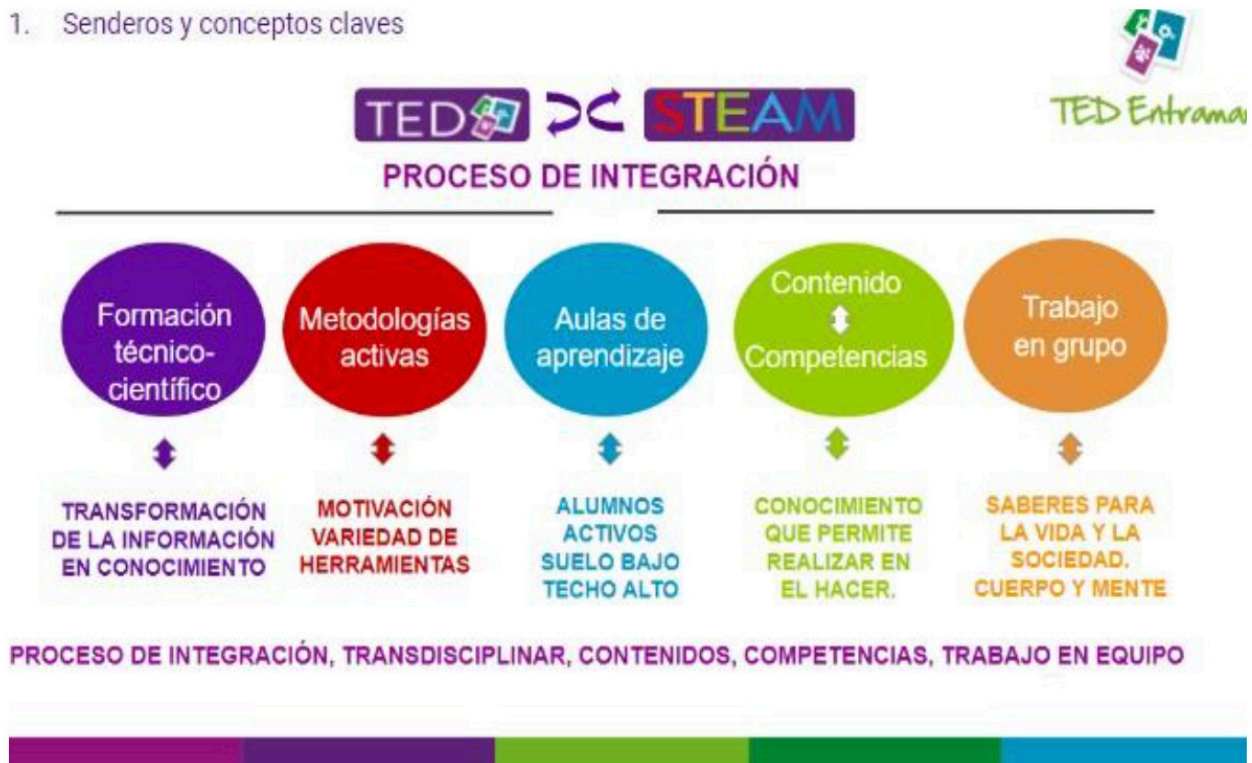 1. Senderos y conceptos claves
TED STEAM
TED Entramar
PROCESO DE INTEGRACIÓN
Formación
técnico-
científico
Metodologías
activas
Aulas de
aprendizaje
Contenido
Competencias
Trabajo
en grupo
TRANSFORMACIÓN
DE LA INFORMACIÓN
EN CONOCIMIENTO
MOTIVACIÓN
VARIEDAD DE
HERRAMIENTAS
ALUMNOS
ACTIVOS
SUELO BAJO
TECHO ALTO
CONOCIMIENTO
QUE PERMITE
REALIZAR EN
EL HACER.
SABERES PARA
LA VIDA Y LA
SOCIEDAD.
CUERPO Y MENTE
PROCESO DE INTEGRACIÓN, TRANSDISCIPLINAR, CONTENIDOS, COMPETENCIAS, TRABAJO EN EQUIPO